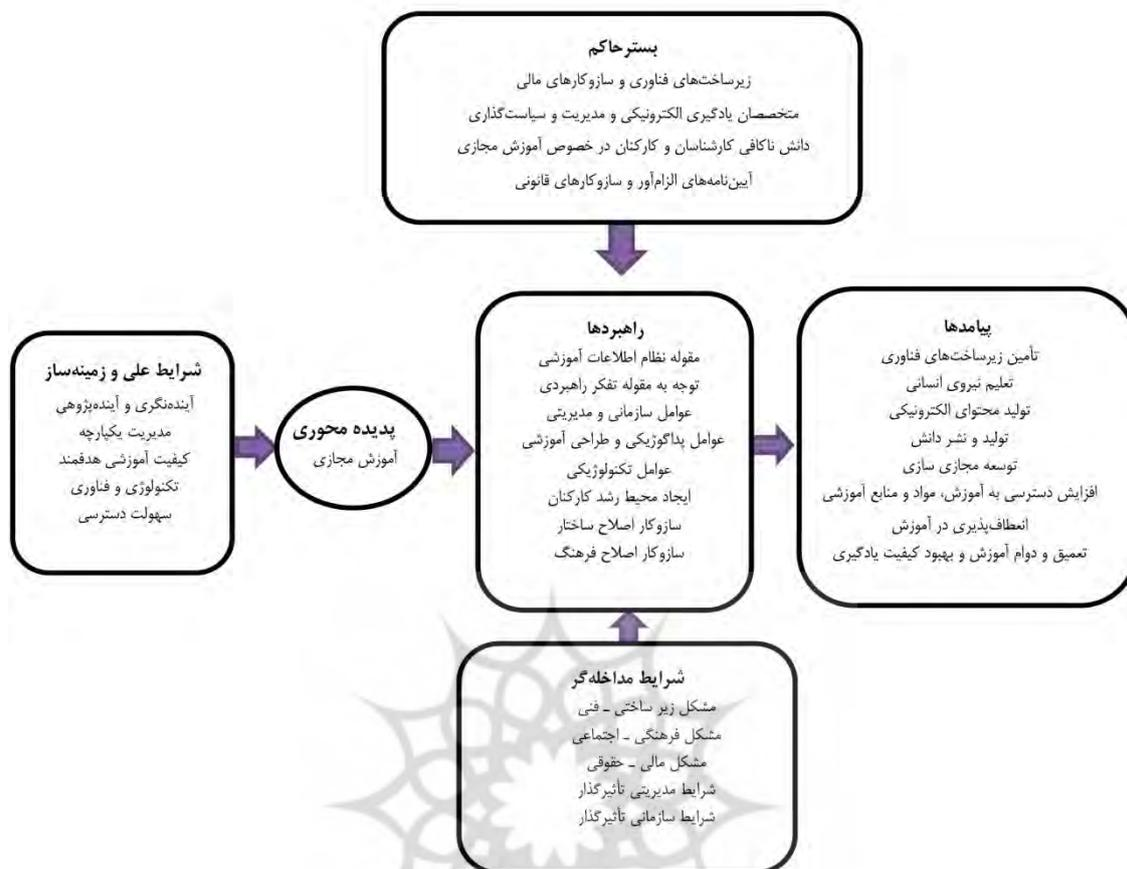 بسترحاکم
زیرساخت‌های فناوری و سازوکارهای مالی
متخصصان یادگیری الکترونیکی و مدیریت و سیاست‌گذاری
دانش ناکافی کارشناسان و کارکنان در خصوص آموزش مجازی
آیین‌نامه‌های الزام‌آور و سازوکارهای قانونی
شرایط علی و زمینه‌ساز
آینده‌نگری و آینده‌پژوهی
مدیریت یکپارچه
کیفیت آموزشی هدفمند
تکنولوژی و فناوری
سهولت دسترسی
پدیده محوری
آموزش مجازی
راهبردها
مقوله نظام اطلاعات آموزشی
توجه به مقوله تفکر راهبردی
عوامل سازمانی و مدیریتی
عوامل پداگوژیکی و طراحی آموزشی
عوامل تکنولوژیکی
ایجاد محیط رشد کارکنان
سازوکار اصلاح ساختار
سازوکار اصلاح فرهنگ
پیامدها
تأمین زیرساخت‌های فناوری
تعلیم نیروی انسانی
تولید محتوای الکترونیکی
تولید و نشر دانش
توسعه مجازی سازی
افزایش دسترسی به آموزش، مواد و منابع آموزشی
انعطاف‌پذیری در آموزش
تعمیق و دوام آموزش و بهبود کیفیت یادگیری
شرایط مداخله‌گر
مشکل زیر ساختی ـ فنی
مشکل فرهنگی ـ اجتماعی
مشکل مالی ـ حقوقی
شرایط مدیریتی تأثیرگذار
شرایط سازمانی تأثیرگذار